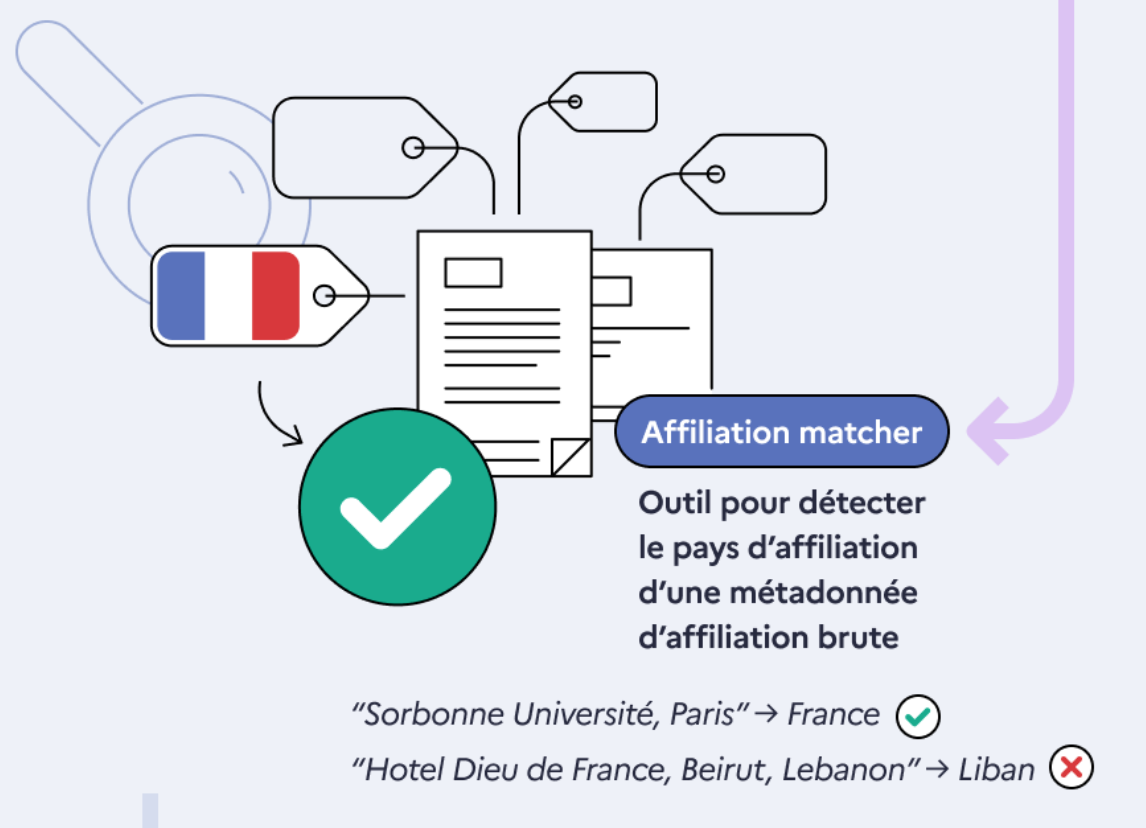 Affiliation matcher
Outil pour détecter
le pays d’affiliation
d’une métadonnée
d’affiliation brute
“Sorbonne Université, Paris” → France
“Hotel Dieu de France, Beirut, Lebanon” → Liban